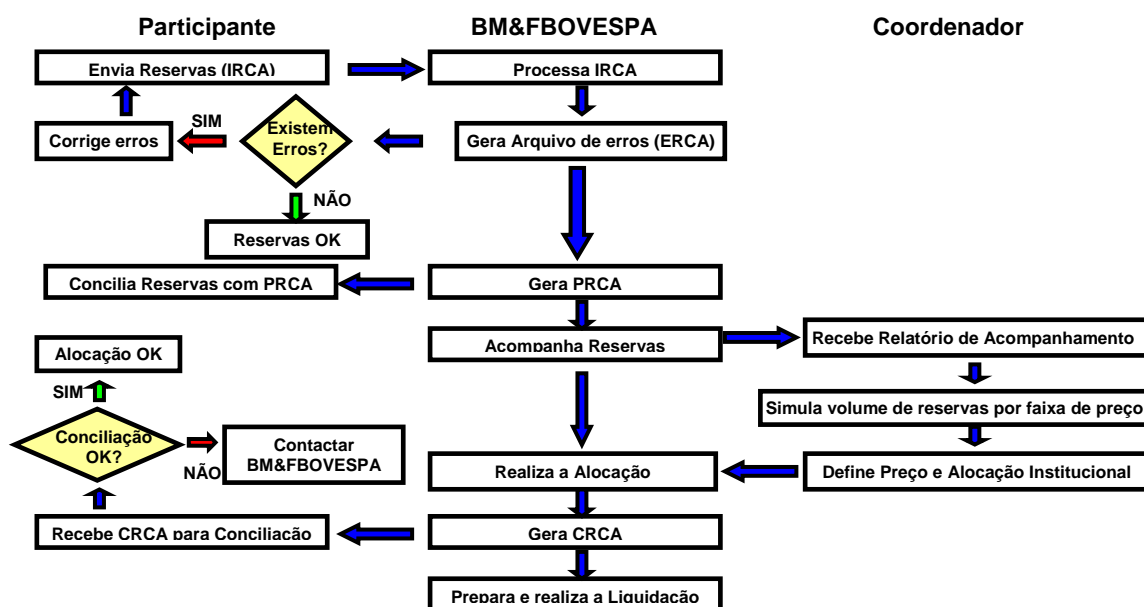 Participante
BM&FBOVESPA
Coordenador
Envia Reservas (IRCA)
Processa IRCA
SIM
Existem
Erros?
Corrige erros
Gera Arquivo de erros (ERCA)
NÃO
Reservas OK
Concilia Reservas com PRCA
Gera PRCA
Acompanha Reservas
Recebe Relatório de Acompanhamento
Alocação OK
SIM
Simula volume de reservas por faixa de preço
Conciliação
OK?
NÃO
Contactar
BM&FBOVESPA
Realiza a Alocação
Define Preço e Alocação Institucional
Recebe CRCA para Conciliação
Gera CRCA
Prepara e realiza a Liquidação